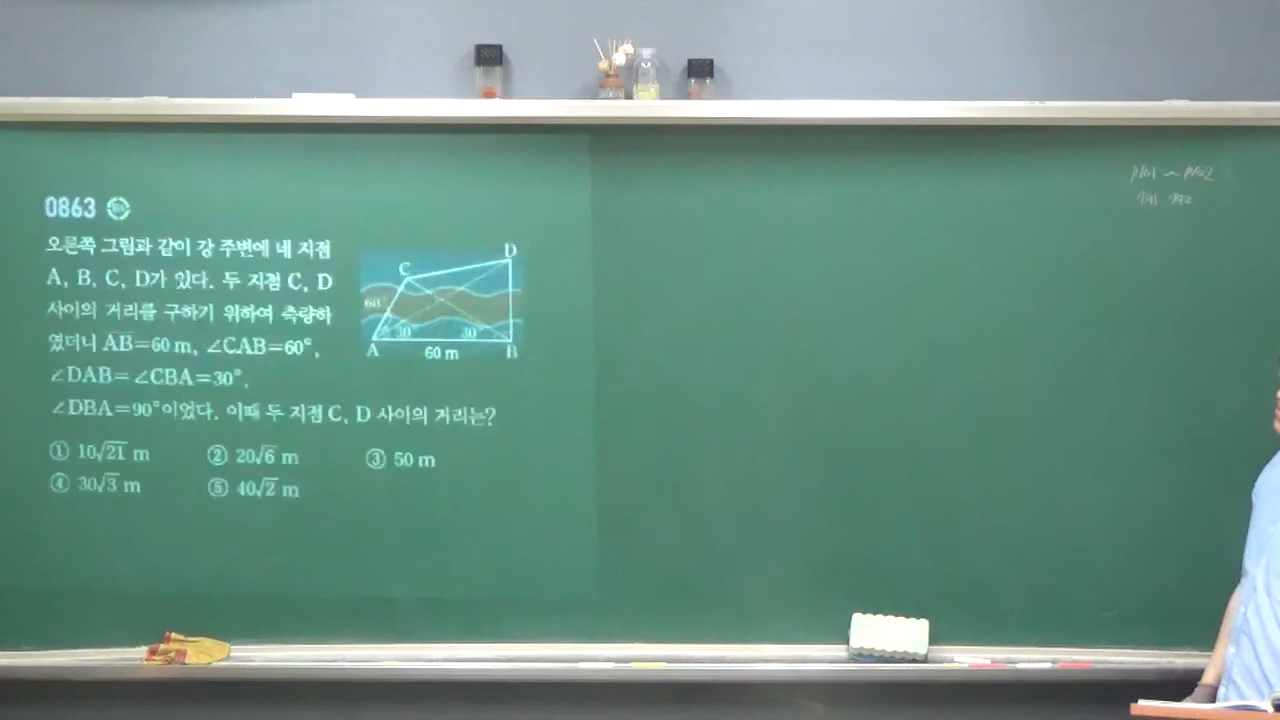 0863
오른쪽 그림과 같이 강 주변에 네 지점
A, B, C, D가 있다. 두 지점 C, D
사이의 거리를 구하기 위하여 측량하
였더니 AB=60 m, ∠CAB=60°,
∠DAB=∠CBA=30°,
∠DBA=90°이었다. 이때 두 지점 C, D 사이의 거리는?
① 10√21 m ② 20√6 m ③ 50 m
④ 30√3 m ⑤ 40√2 m
D
C
60°
30° 30°
A B
60 m